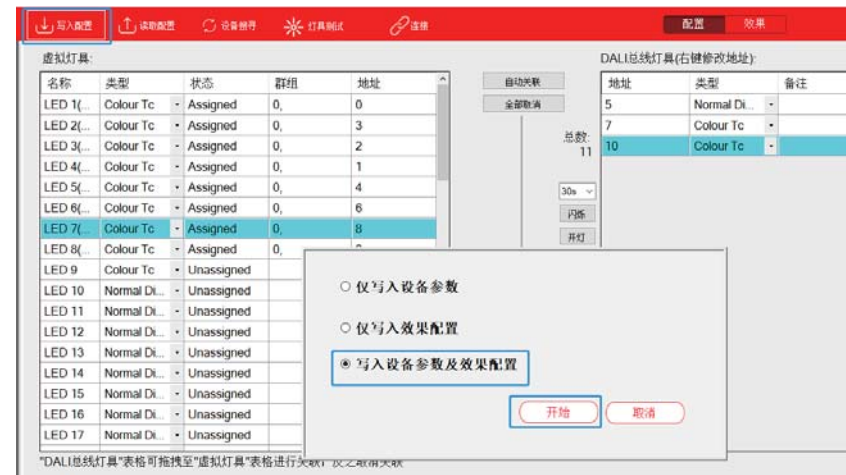 写入配置 读取配置 设备搜寻 灯具测试 连接 配置 效果
虚拟灯具: DALI总线灯具(右键修改地址):
名称 类型 状态 群组 地址 自动关联 地址 类型 备注
LED 1(... Colour Tc Assigned 0, 0 全部取消 5 Normal Di...
LED 2(... Colour Tc Assigned 0, 3 7 Colour Tc
总数:
LED 3(... Colour Tc Assigned 0, 2 11 10 Colour Tc
LED 4(... Colour Tc Assigned 0, 1
LED 5(... Colour Tc Assigned 0, 4 30s
LED 6(... Colour Tc Assigned 0, 6 闪烁
LED 7(... Colour Tc Assigned 0, 8 开灯
LED 8(... Colour Tc Assigned 0,
LED 9 Colour Tc Unassigned
LED 10 Normal Di... Unassigned 仅写入设备参数
LED 11 Normal Di... Unassigned
LED 12 Normal Di... Unassigned 仅写入效果配置
LED 13 Normal Di... Unassigned
LED 14 Normal Di... Unassigned 写入设备参数及效果配置
LED 15 Normal Di... Unassigned
LED 16 Normal Di... Unassigned 开始 取消
LED 17 Normal Di... Unassigned
"DALI总线灯具"表格可拖拽至"虚拟灯具"表格进行关联，反之取消关联